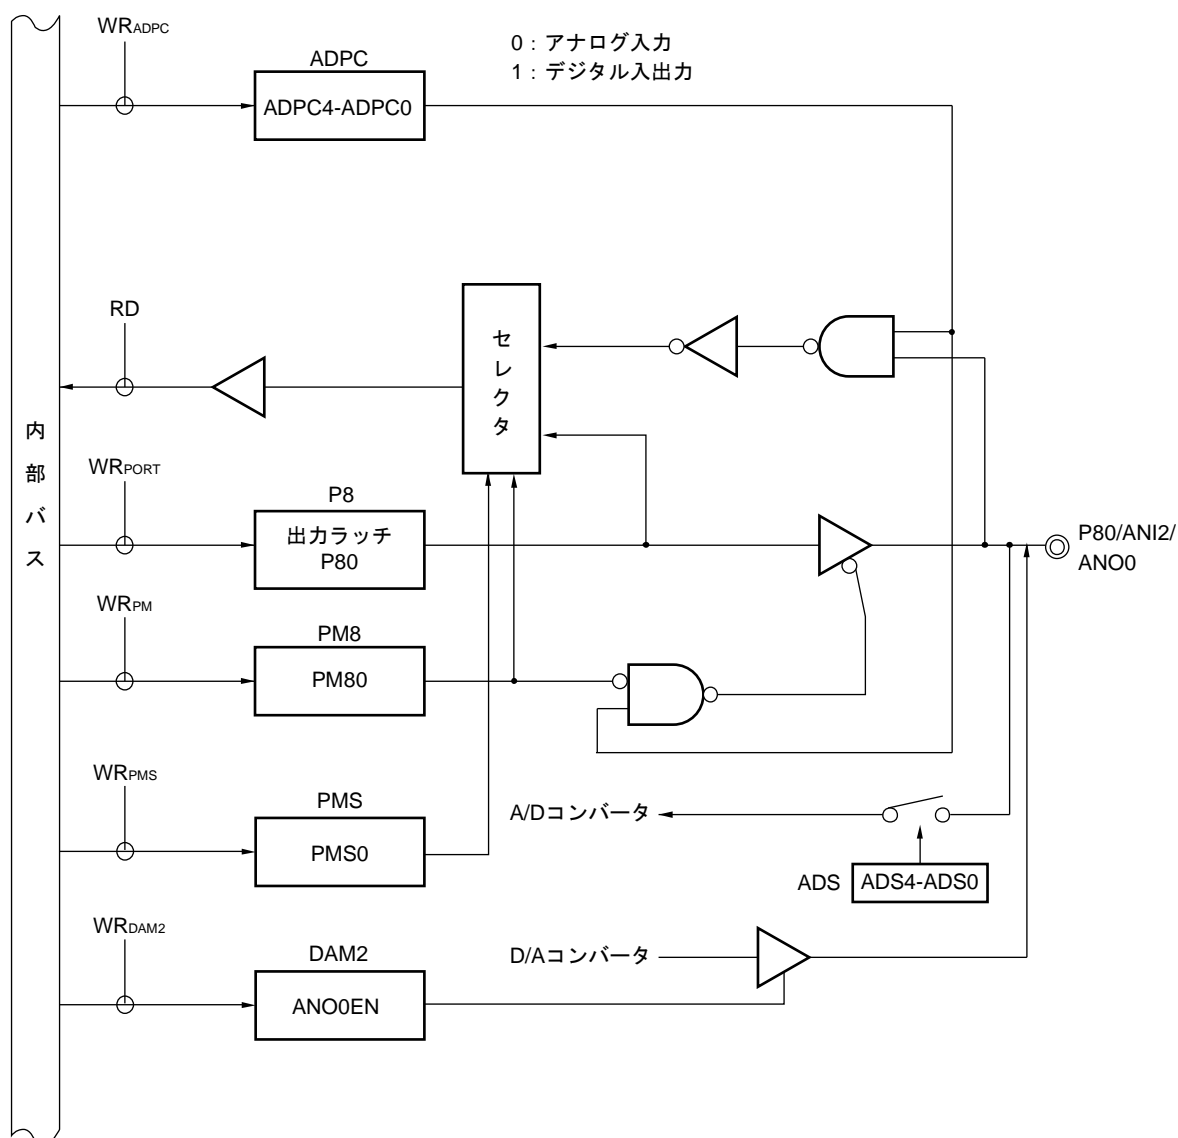 WRADPC
ADPC
ADPC4-ADPC0
0：アナログ入力
1：デジタル入出力
RD
セレクタ
内部バス
WRPORT
P8
出力ラッチ
P80
P80/ANI2/
ANO0
WRPM
PM8
PM80
WRPMS
PMS
PMS0
A/Dコンバータ
ADS
ADS4-ADS0
WRDAM2
DAM2
ANO0EN
D/Aコンバータ